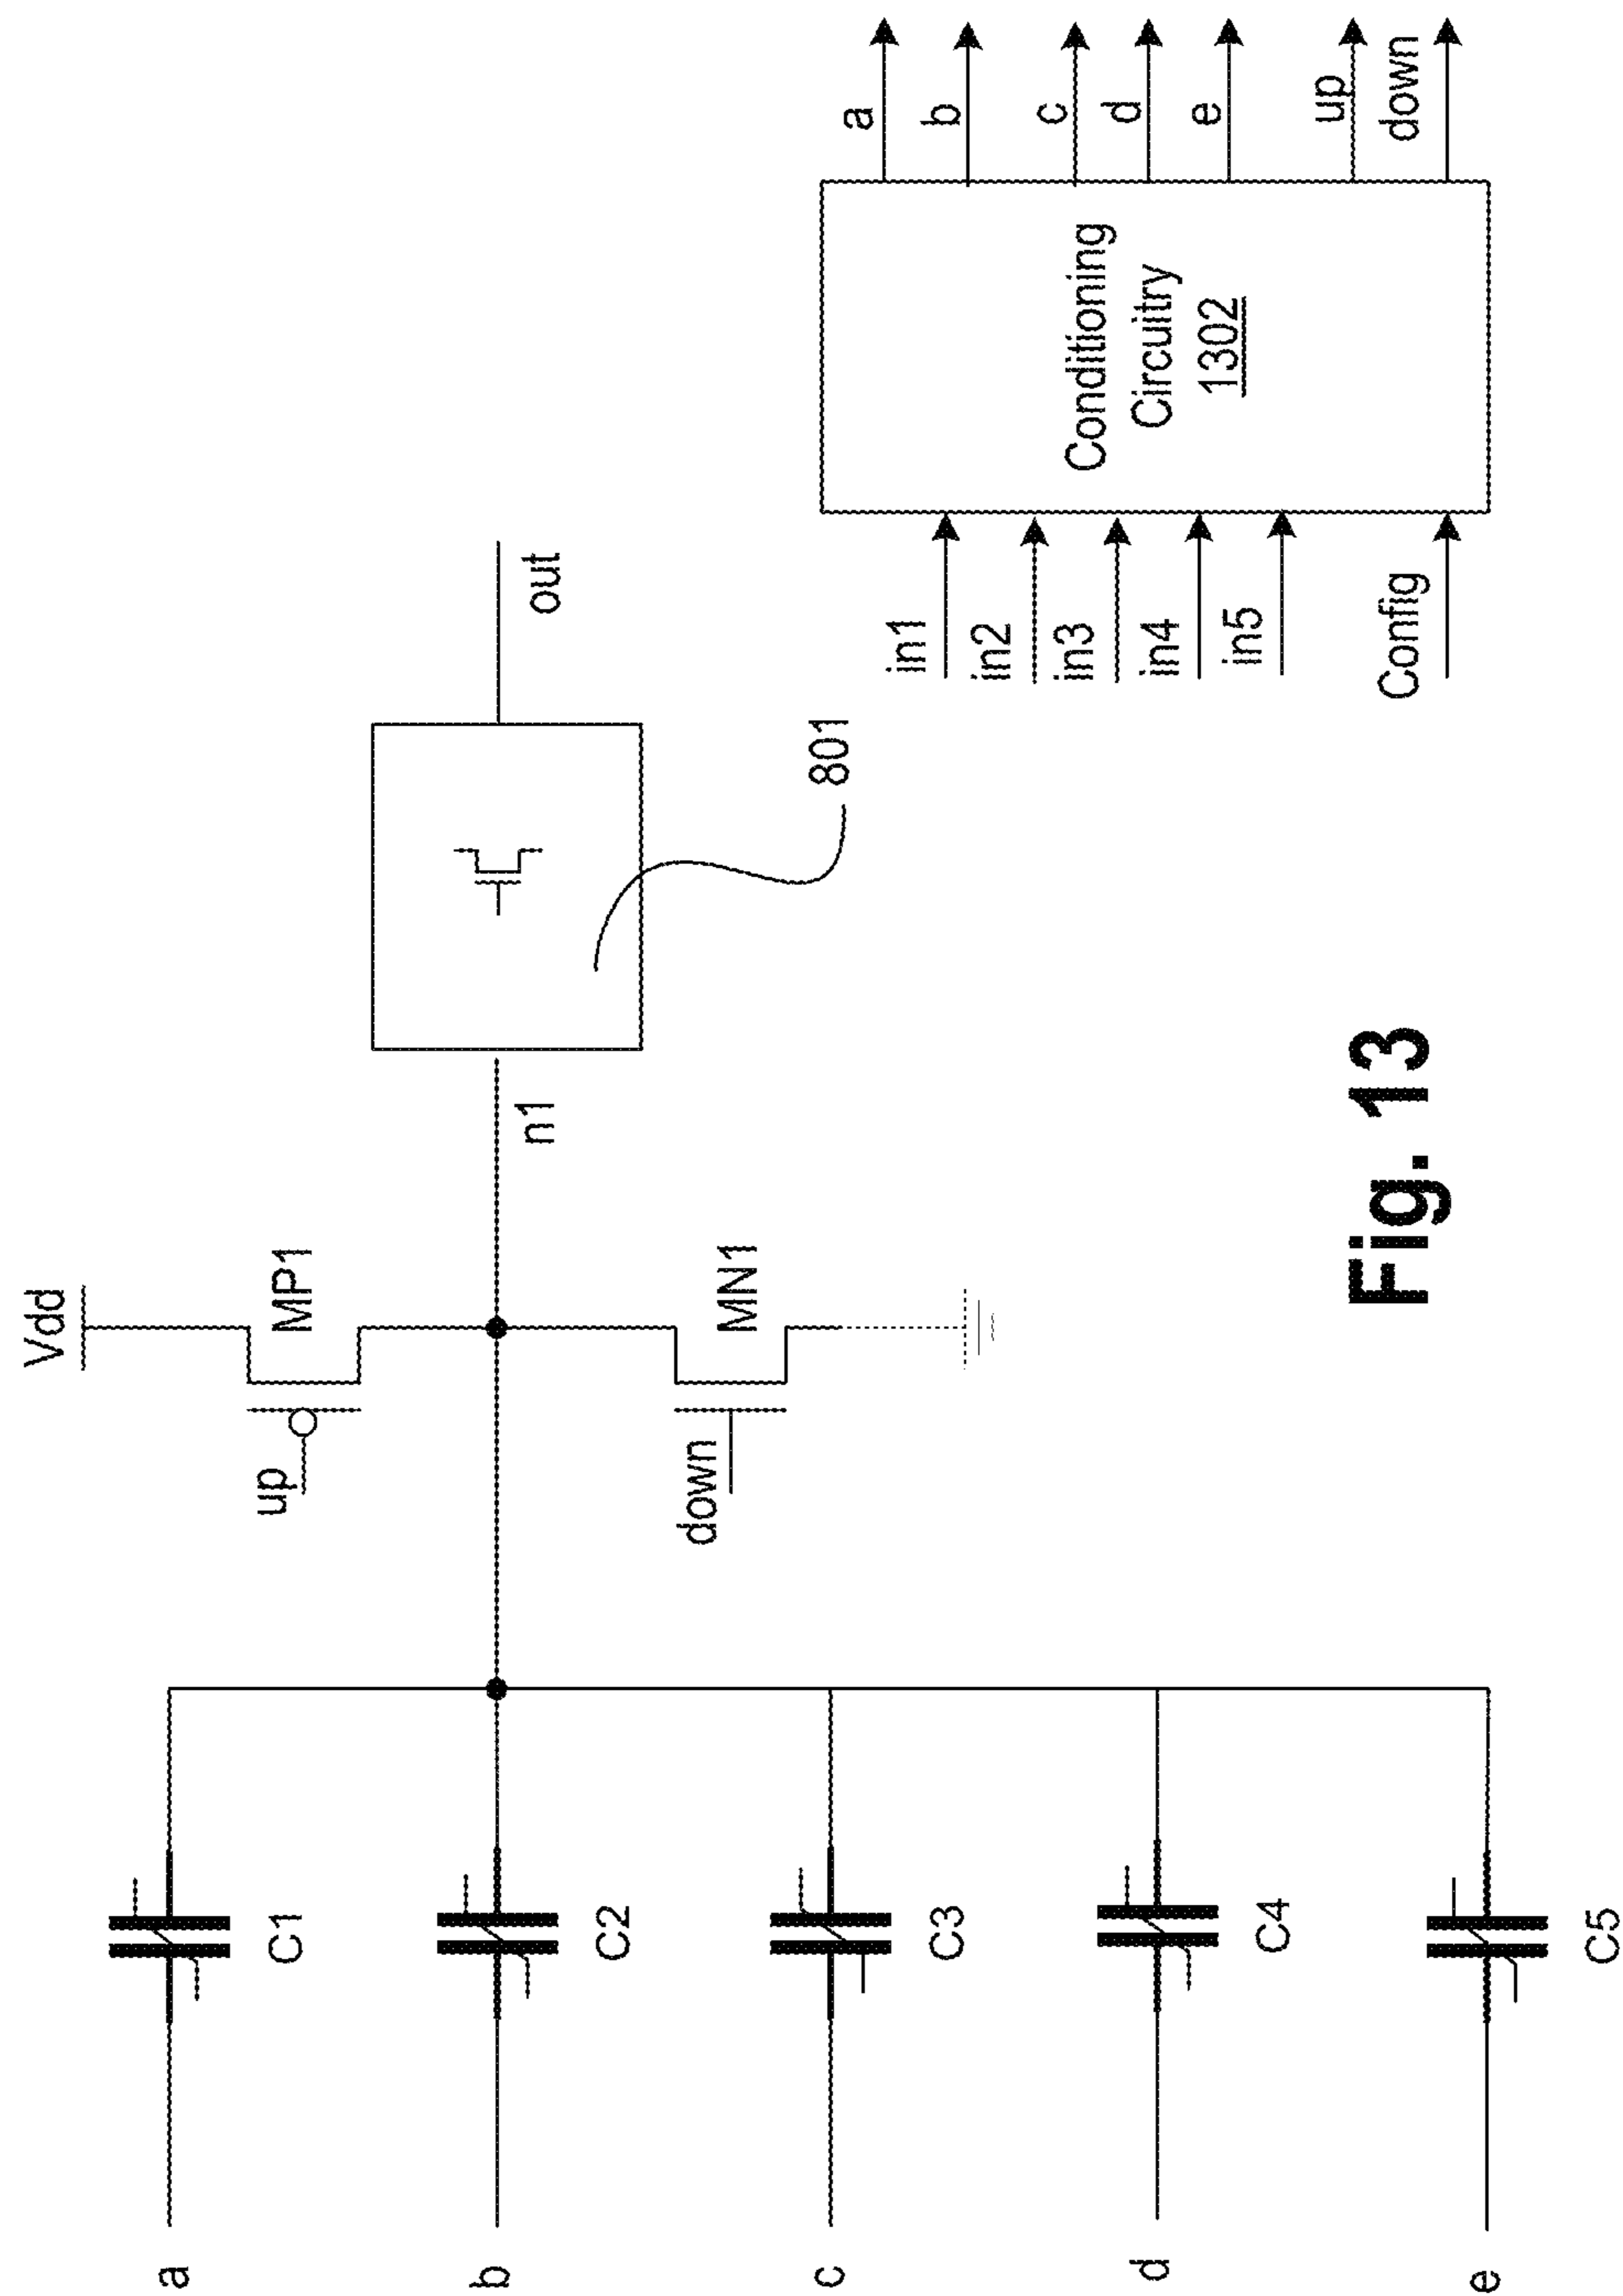 Vdd
up
MP1
down
MN1
n1
801
out
a
C1
b
C2
c
C3
d
C4
e
C5
in1
in2
in3
in4
in5
Config
Conditioning
Circuitry
1302
a
b
c
d
e
up
down
Fig. 13